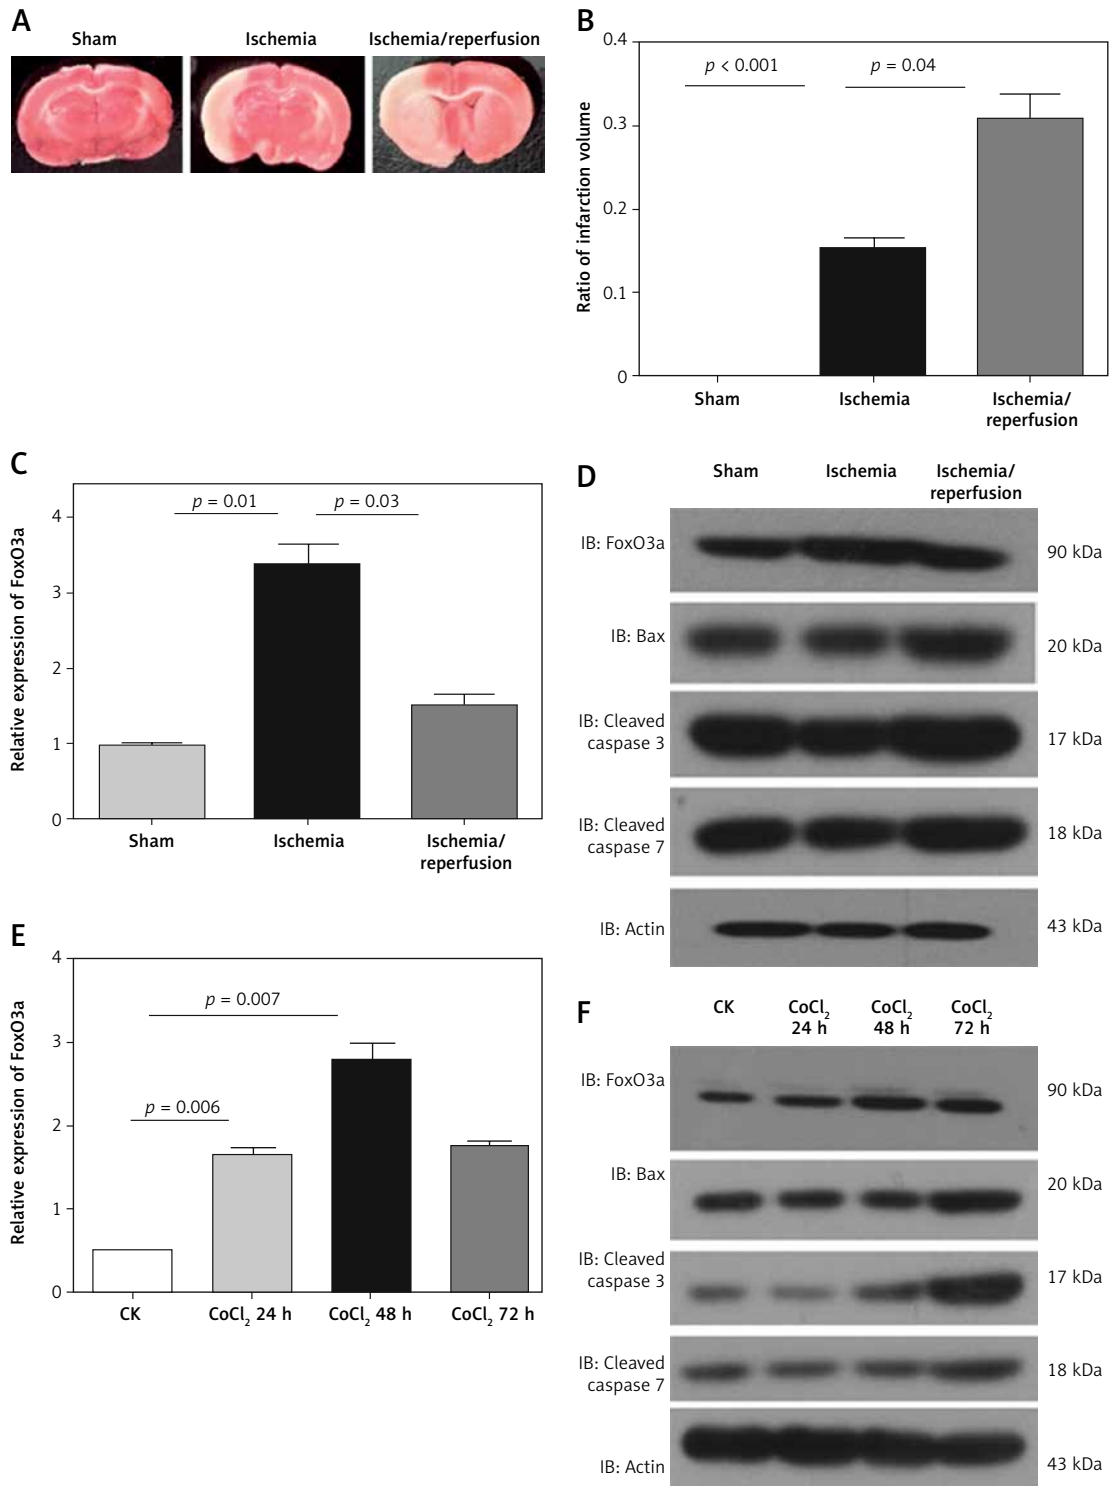 A
Sham
Ischemia
Ischemia/reperfusion
B
0.4
0.3
0.2
0.1
0
Ratio of infarction volume
p < 0.001
p = 0.04
Sham
Ischemia
Ischemia/
reperfusion
C
4
3
2
1
0
Relative expression of FoxO3a
p = 0.01
p = 0.03
Sham
Ischemia
Ischemia/
reperfusion
D
Sham
Ischemia
Ischemia/
reperfusion
IB: FoxO3a
90 kDa
IB: Bax
20 kDa
IB: Cleaved
caspase 3
17 kDa
IB: Cleaved
caspase 7
18 kDa
IB: Actin
43 kDa
E
4
3
2
1
0
Relative expression of FoxO3a
p = 0.007
p = 0.006
CK
CoCl₂ 24 h
CoCl₂ 48 h
CoCl₂ 72 h
F
CK
CoCl₂
24 h
CoCl₂
48 h
CoCl₂
72 h
IB: FoxO3a
90 kDa
IB: Bax
20 kDa
IB: Cleaved
caspase 3
17 kDa
IB: Cleaved
caspase 7
18 kDa
IB: Actin
43 kDa